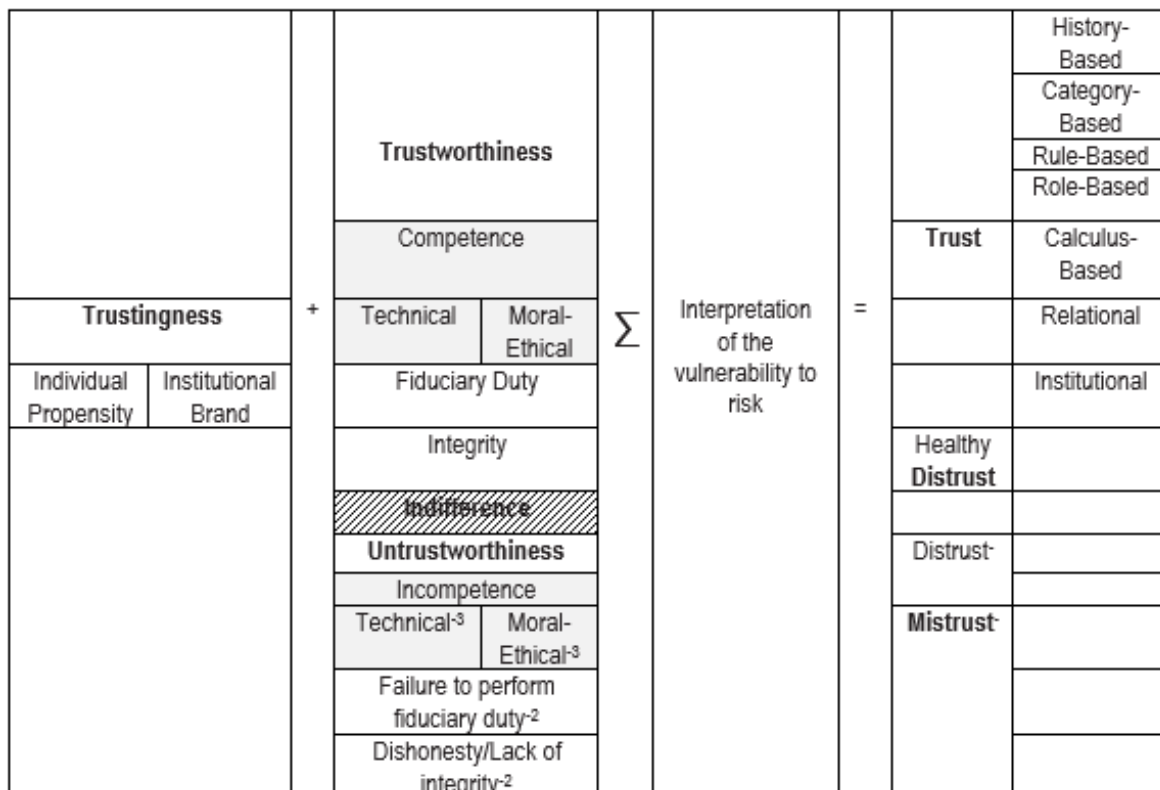 History-
Based
Category-
Based
Trustworthiness
Rule-Based
Role-Based
Competence
Trust
Calculus-
Based
Trustingness
+
Technical
Moral-
Ethical
∑
Interpretation
of the
vulnerability to
risk
=
Relational
Individual
Propensity
Institutional
Brand
Fiduciary Duty
Institutional
Integrity
Healthy
Distrust
Indifference
Untrustworthiness
Distrust-
Incompetence
Technical-3
Moral-
Ethical-3
Mistrust-
Failure to perform
fiduciary duty-2
Dishonesty/Lack of
integrity-2